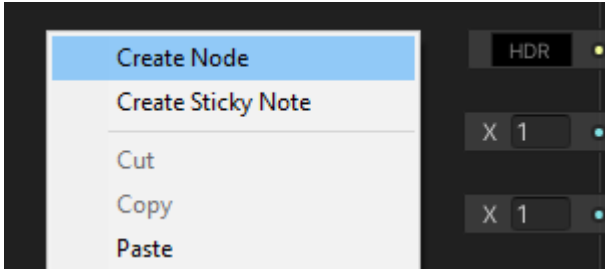 Create Node
HDR
Create Sticky Note
X 1
Cut
Copy
X 1
Paste